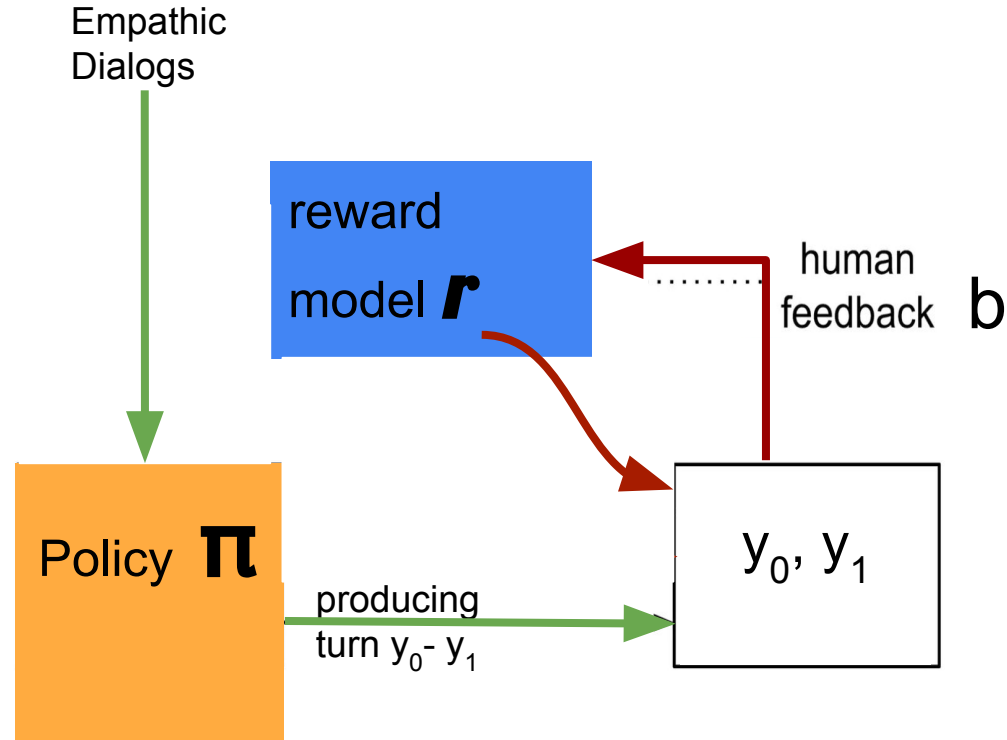 Empathic
Dialogs
reward
model r
human
feedback b
Policy π
producing
turn y₀- y₁
y₀, y₁